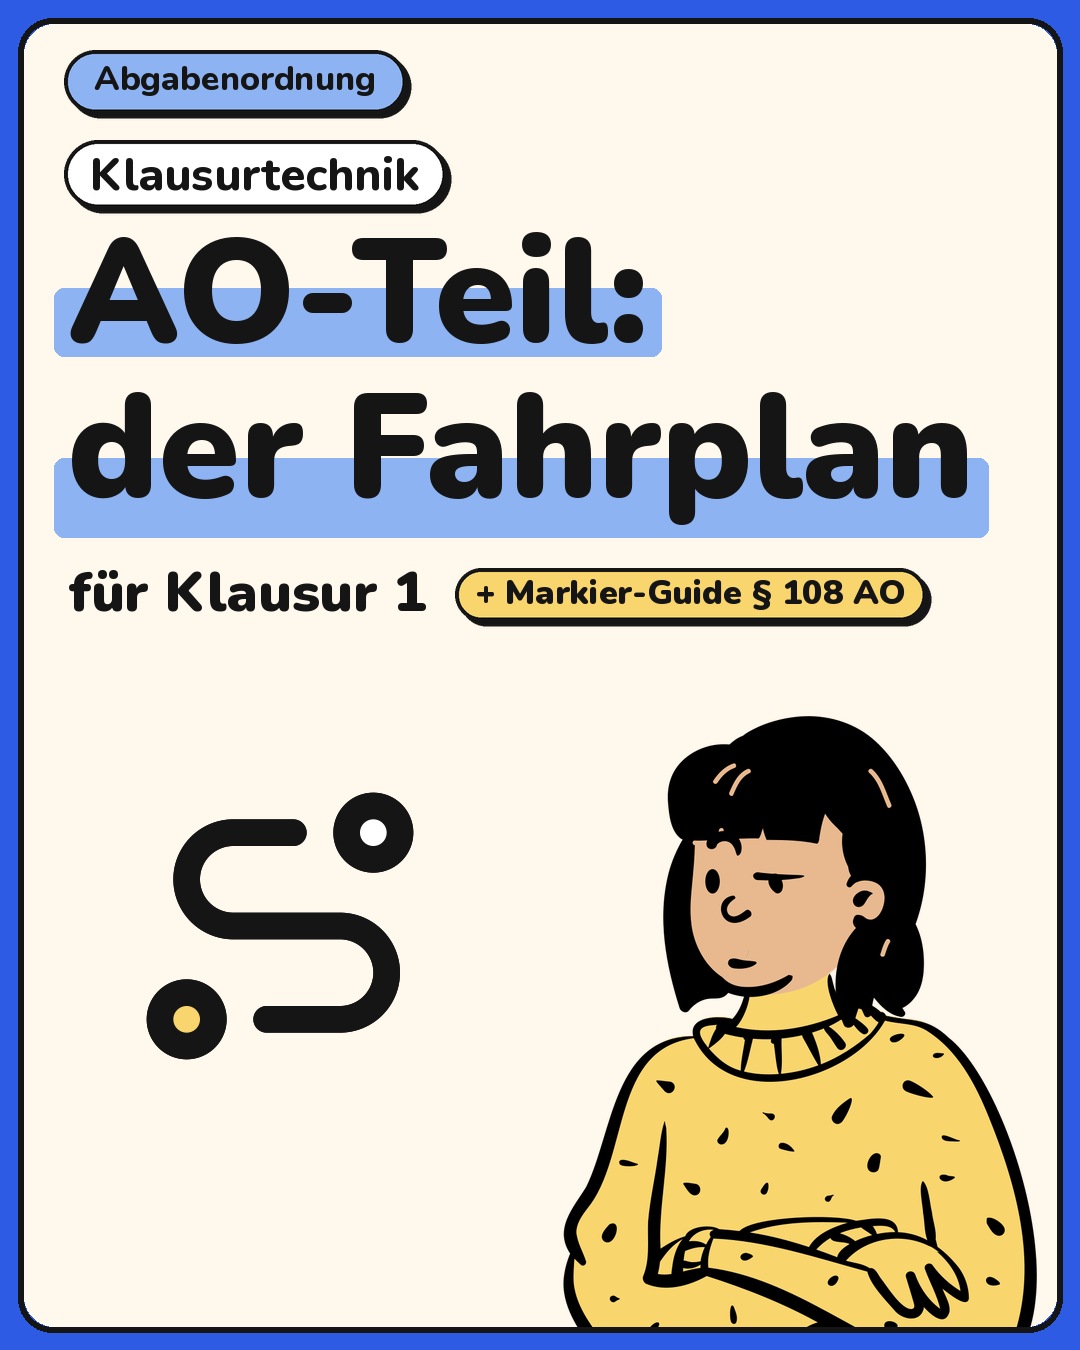 Abgabenordnung
Klausurtechnik
AO-Teil:
der Fahrplan
für Klausur 1
+ Markier-Guide § 108 AO